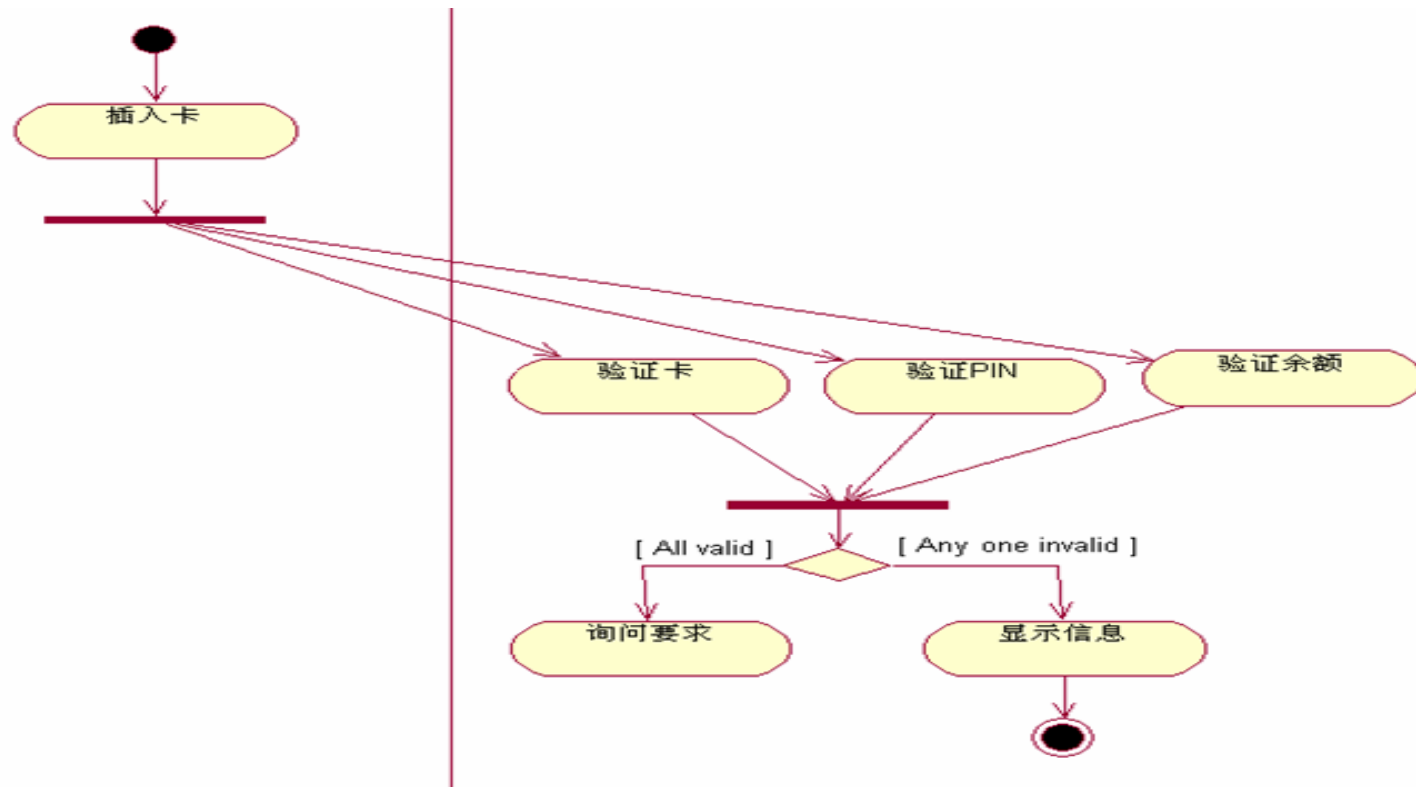 插入卡
验证卡
验证PIN
验证余额
[ All valid ]
[ Any one invalid ]
询问要求
显示信息